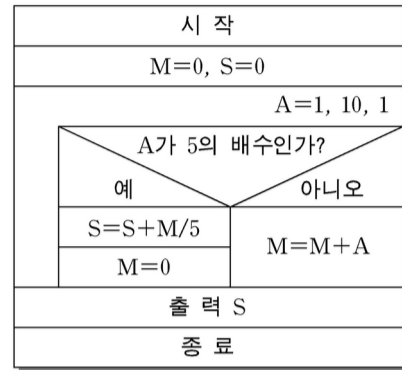 시 작
M=0, S=0
A=1, 10, 1
A가 5의 배수인가?
예 아니오
S=S+M/5
M=M+A
M=0
출 력 S
종 료